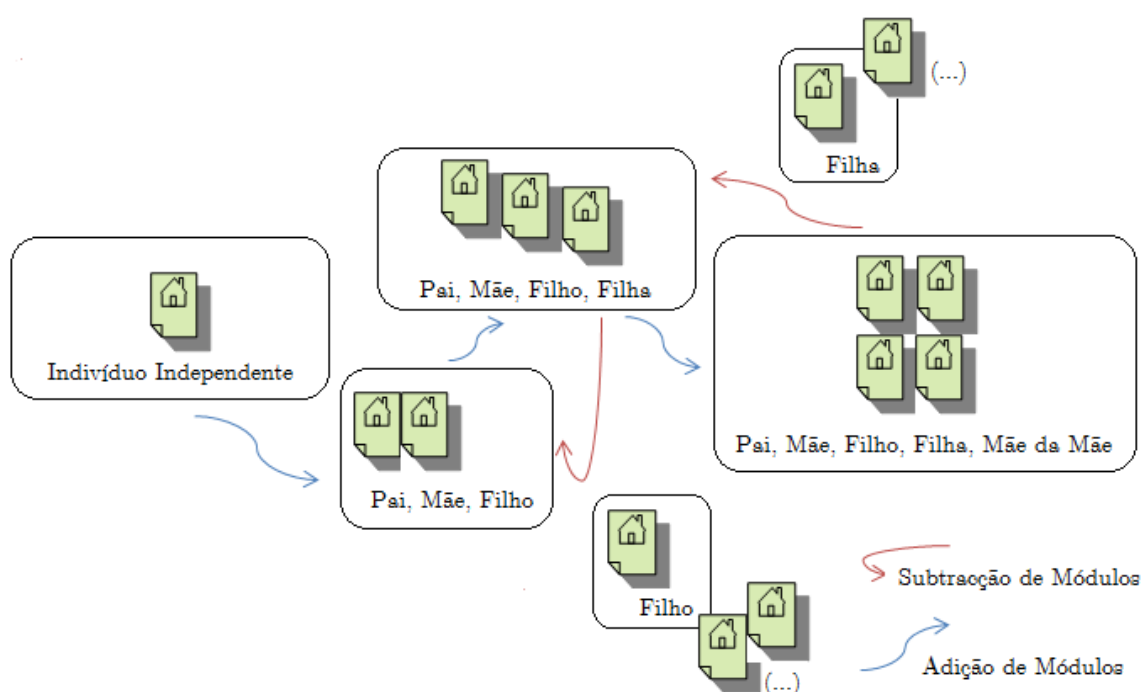 (...)
Filha
Pai, Mãe, Filho, Filha
Indivíduo Independente
Pai, Mãe, Filho, Filha, Mãe da Mãe
Pai, Mãe, Filho
Subtracção de Módulos
Filho
Adição de Módulos
(...)